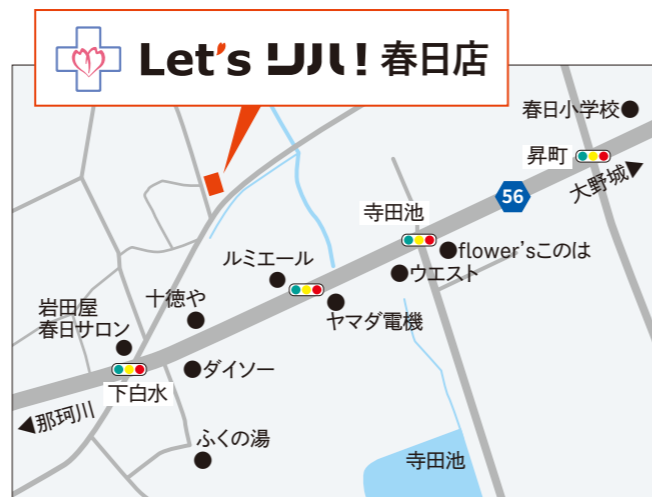 Let's リハ! 春日店
春日小学校
昇町
大野城
56
寺田池
flower'sこのは
ルミエール
ウエスト
十徳や
ヤマダ電機
岩田屋
春日サロン
ダイソー
下白水
那珂川
ふくの湯
寺田池